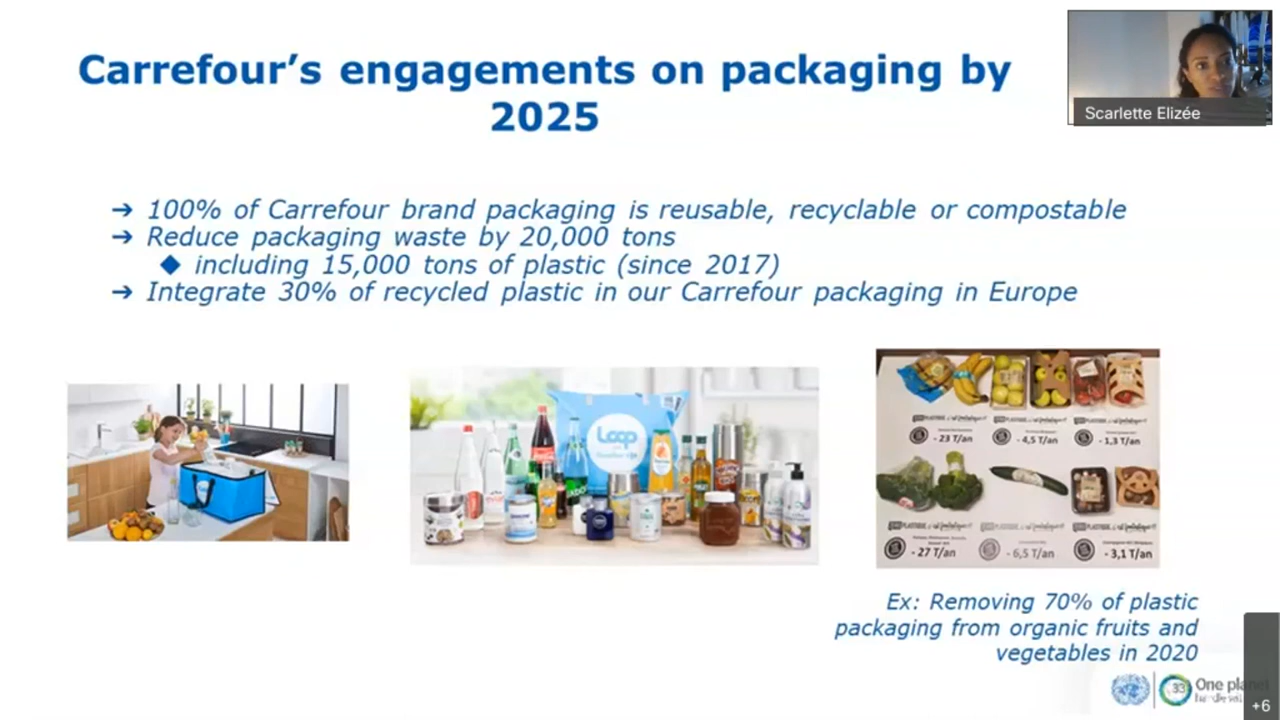 Carrefour's engagements on packaging by
2025
Scarlette Elizée
➔ 100% of Carrefour brand packaging is reusable, recyclable or compostable
➔ Reduce packaging waste by 20,000 tons
◆ including 15,000 tons of plastic (since 2017)
➔ Integrate 30% of recycled plastic in our Carrefour packaging in Europe
Loop
- 23 T/an
- 4,5 T/an
- 1,3 T/an
- 27 T/an
- 6,5 T/an
- 3,1 T/an
Ex: Removing 70% of plastic
packaging from organic fruits and
vegetables in 2020
One planet
+6